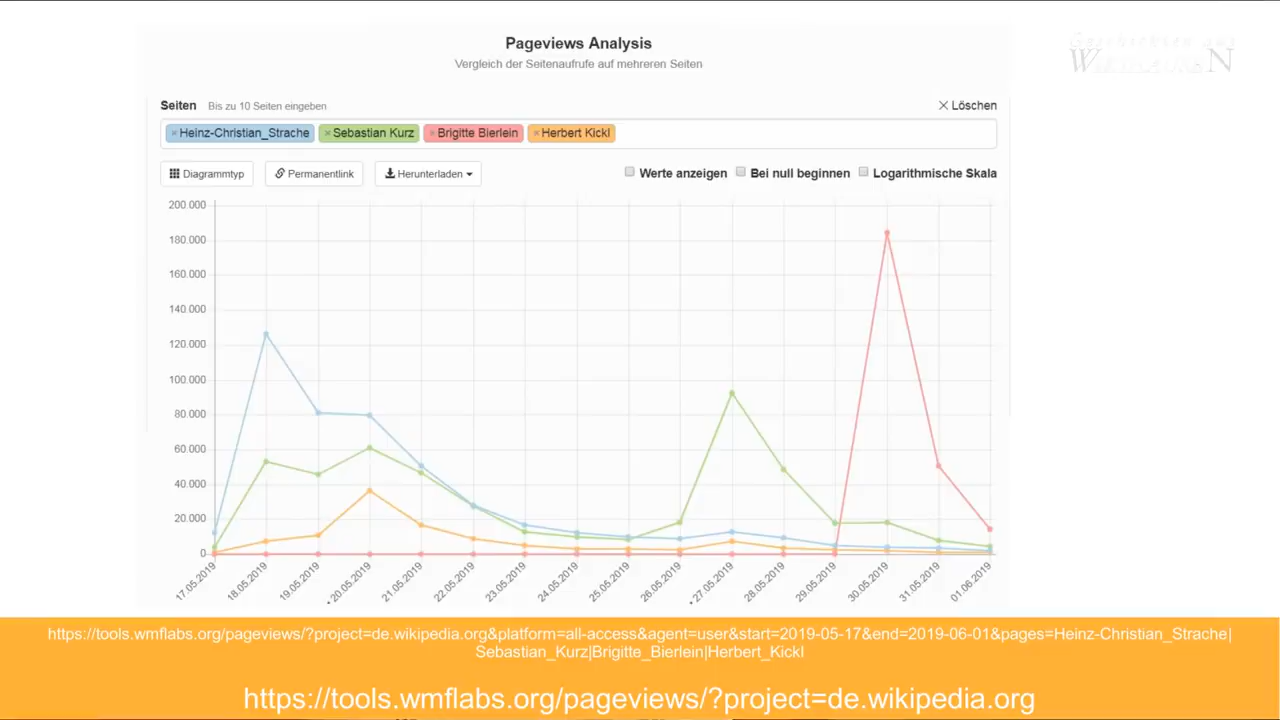 Pageviews Analysis
Vergleich der Seitenaufrufe auf mehreren Seiten
Geschichten aus
WIKIPEDIAN
Seiten Bis zu 10 Seiten eingeben × Löschen
× Heinz-Christian_Strache × Sebastian Kurz × Brigitte Bierlein × Herbert Kickl
Diagrammtyp Permanentlink Herunterladen Werte anzeigen Bei null beginnen Logarithmische Skala
200.000
180.000
160.000
140.000
120.000
100.000
80.000
60.000
40.000
20.000
0
17.05.2019 18.05.2019 19.05.2019 • 20.05.2019 21.05.2019 22.05.2019 23.05.2019 24.05.2019 25.05.2019 26.05.2019 • 27.05.2019 28.05.2019 29.05.2019 30.05.2019 31.05.2019 01.06.2019
https://tools.wmflabs.org/pageviews/?project=de.wikipedia.org&platform=all-access&agent=user&start=2019-05-17&end=2019-06-01&pages=Heinz-Christian_Strache|
Sebastian_Kurz|Brigitte_Bierlein|Herbert_Kickl
https://tools.wmflabs.org/pageviews/?project=de.wikipedia.org